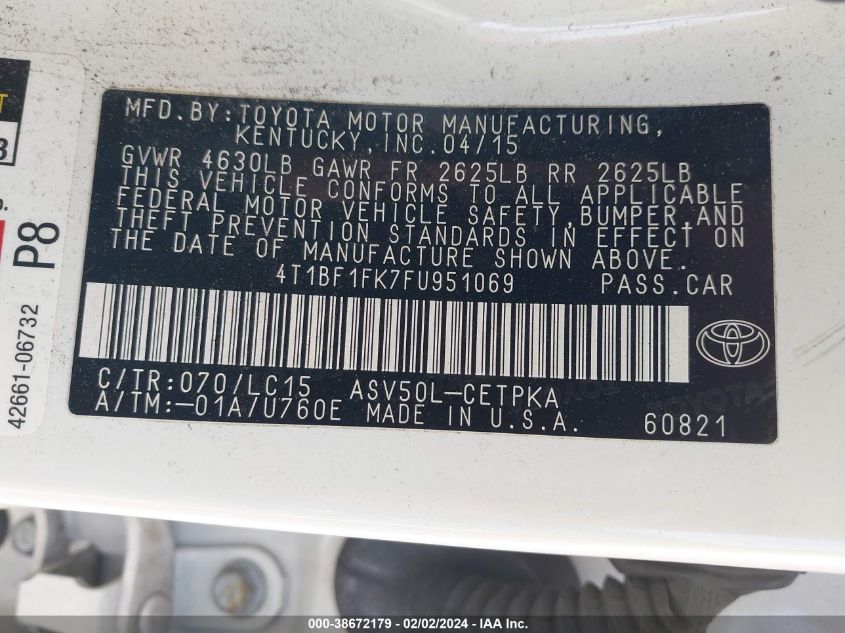 MFD.BY:TOYOTA MOTOR MANUFACTURING,
KENTUCKY,INC.04/15
GVWR 4630LB GAWR FR 2625LB RR 2625LB
THIS VEHICLE CONFORMS TO ALL APPLICABLE
FEDERAL MOTOR VEHICLE SAFETY,BUMPER,AND
THEFT PREVENTION STANDARDS IN EFFECT ON
THE DATE OF MANUFACTURE SHOWN ABOVE.
4T1BF1FK7FU951069 PASS.CAR
C/TR:070/LC15 ASV50L-CETPKA
A/TM:-01A/U760E MADE IN U.S.A.
60821
TOYOTA
P8
42661-06732
000-38672179 — 02/02/2024 — IAA Inc.